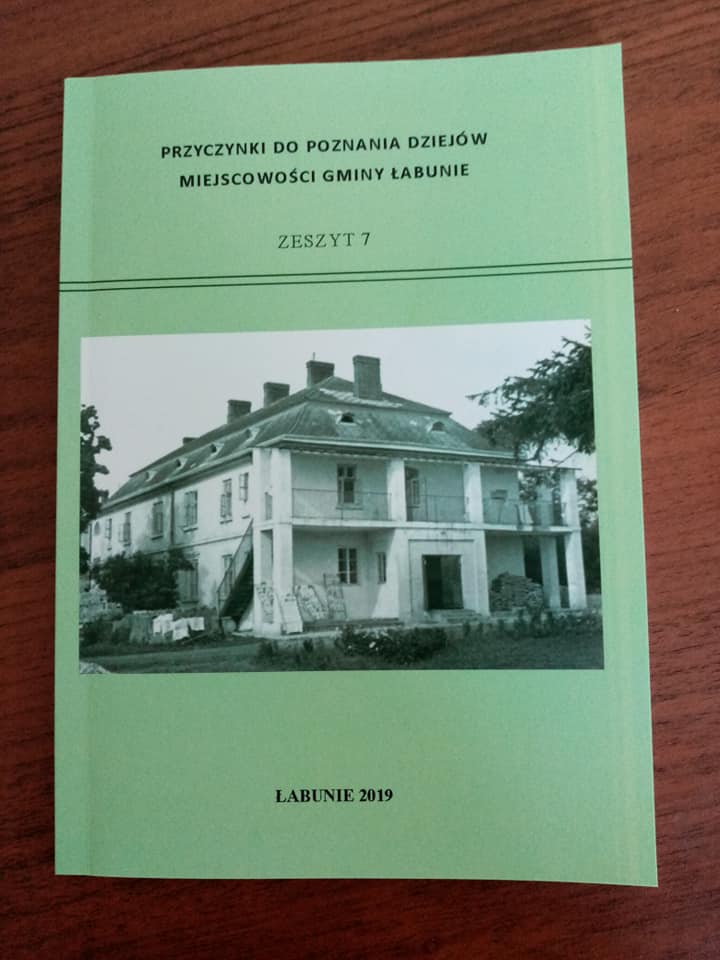 PRZYCZYNKI DO POZNANIA DZIEJÓW
MIEJSCOWOŚCI GMINY ŁABUNIE
ZESZYT 7
ŁABUNIE 2019